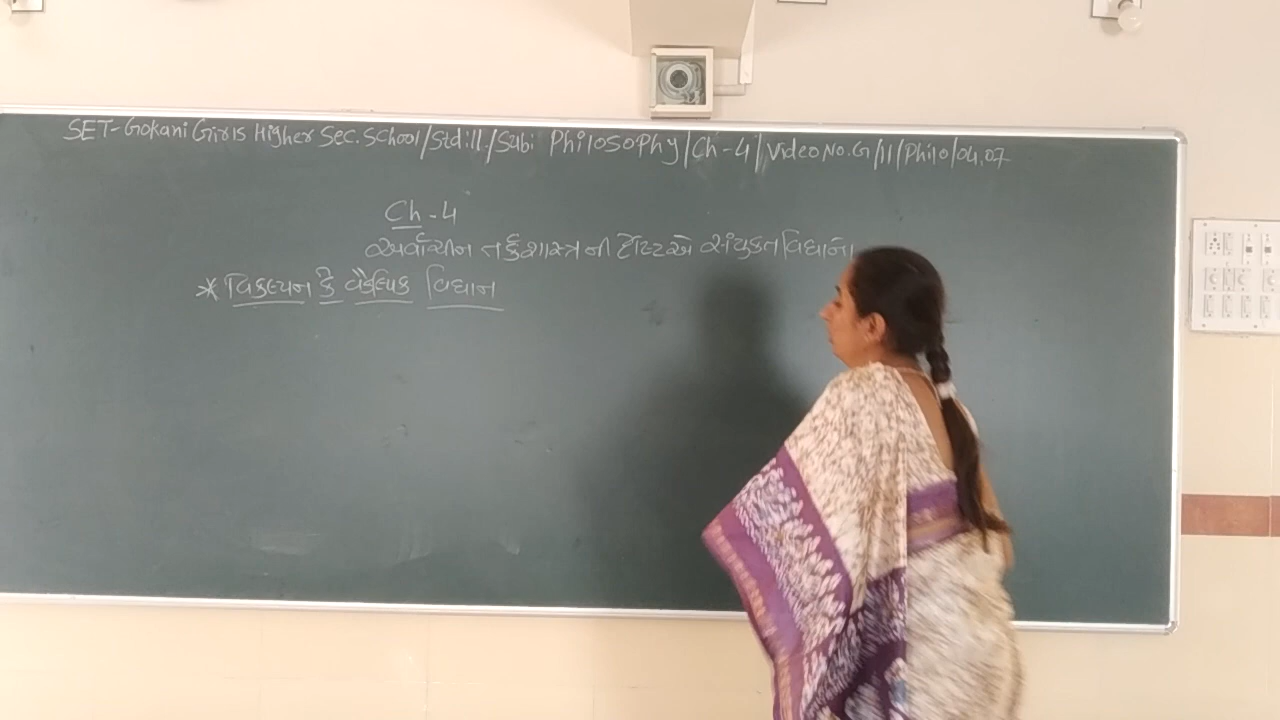 SET-Gokani Girls Higher Sec. School/Std.11./Sub: Philosophy/Ch-4/Video No. G/11/Philo/04.07
Ch-4
અર્વાચીન તર્કશાસ્ત્રની દૃષ્ટિએ સંયુક્ત વિધાનો
* વિકલ્પન કે વૈકલ્પિક વિધાન